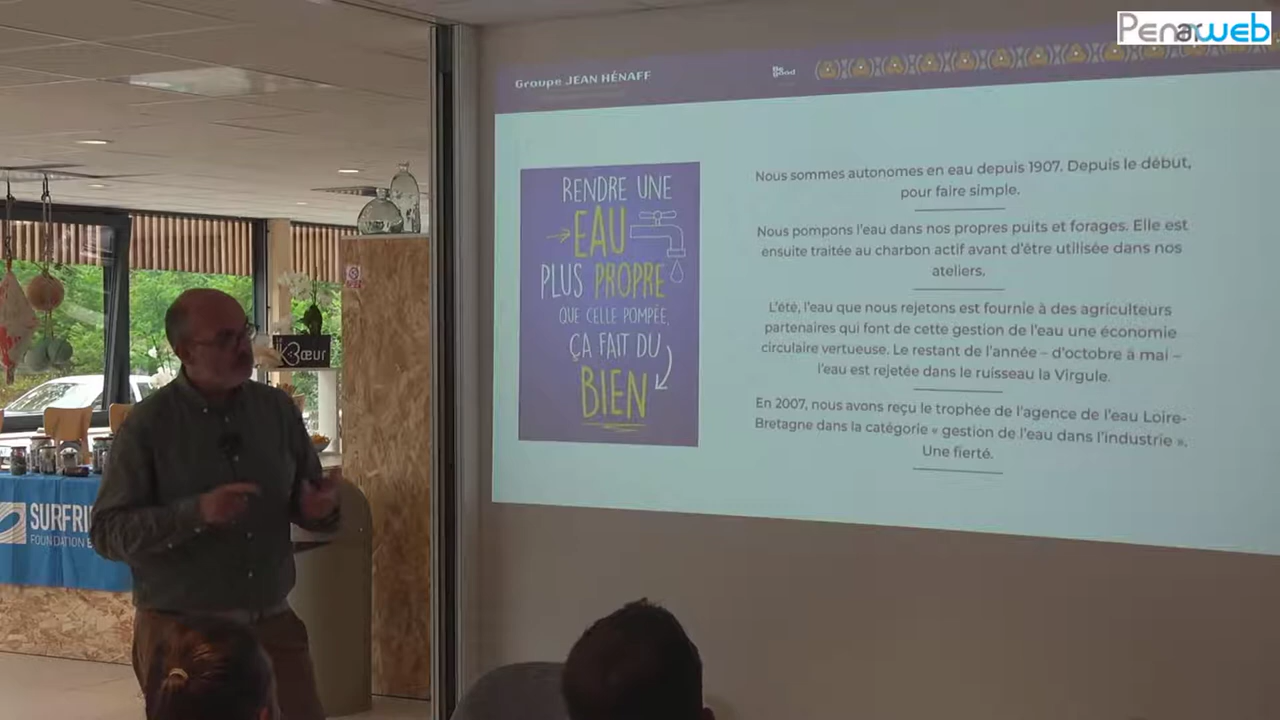 Penarweb
Groupe JEAN HÉNAFF
Be good
RENDRE UNE
EAU
PLUS PROPRE
QUE CELLE POMPÉE,
ÇA FAIT DU
BIEN
Nous sommes autonomes en eau depuis 1907. Depuis le début,
pour faire simple.
Nous pompons l'eau dans nos propres puits et forages. Elle est
ensuite traitée au charbon actif avant d'être utilisée dans nos
ateliers.
L'été, l'eau que nous rejetons est fournie à des agriculteurs
partenaires qui font de cette gestion de l'eau une économie
circulaire vertueuse. Le restant de l'année – d'octobre à mai –
l'eau est rejetée dans le ruisseau la Virgule.
En 2007, nous avons reçu le trophée de l'agence de l'eau Loire-
Bretagne dans la catégorie « gestion de l'eau dans l'industrie ».
Une fierté.
SURFRI
FOUNDATION E